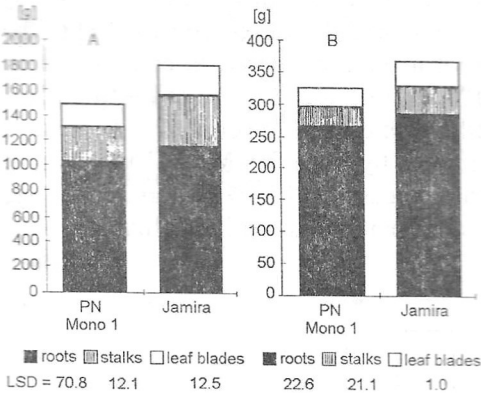 [g]
A
2000
1800
1600
1400
1200
1000
800
600
400
200
0
PN
Mono 1
Jamira
[g]
B
400
350
300
250
200
150
100
50
0
PN
Mono 1
Jamira
roots stalks leaf blades
roots stalks leaf blades
LSD = 70.8 12.1 12.5 22.6 21.1 1.0